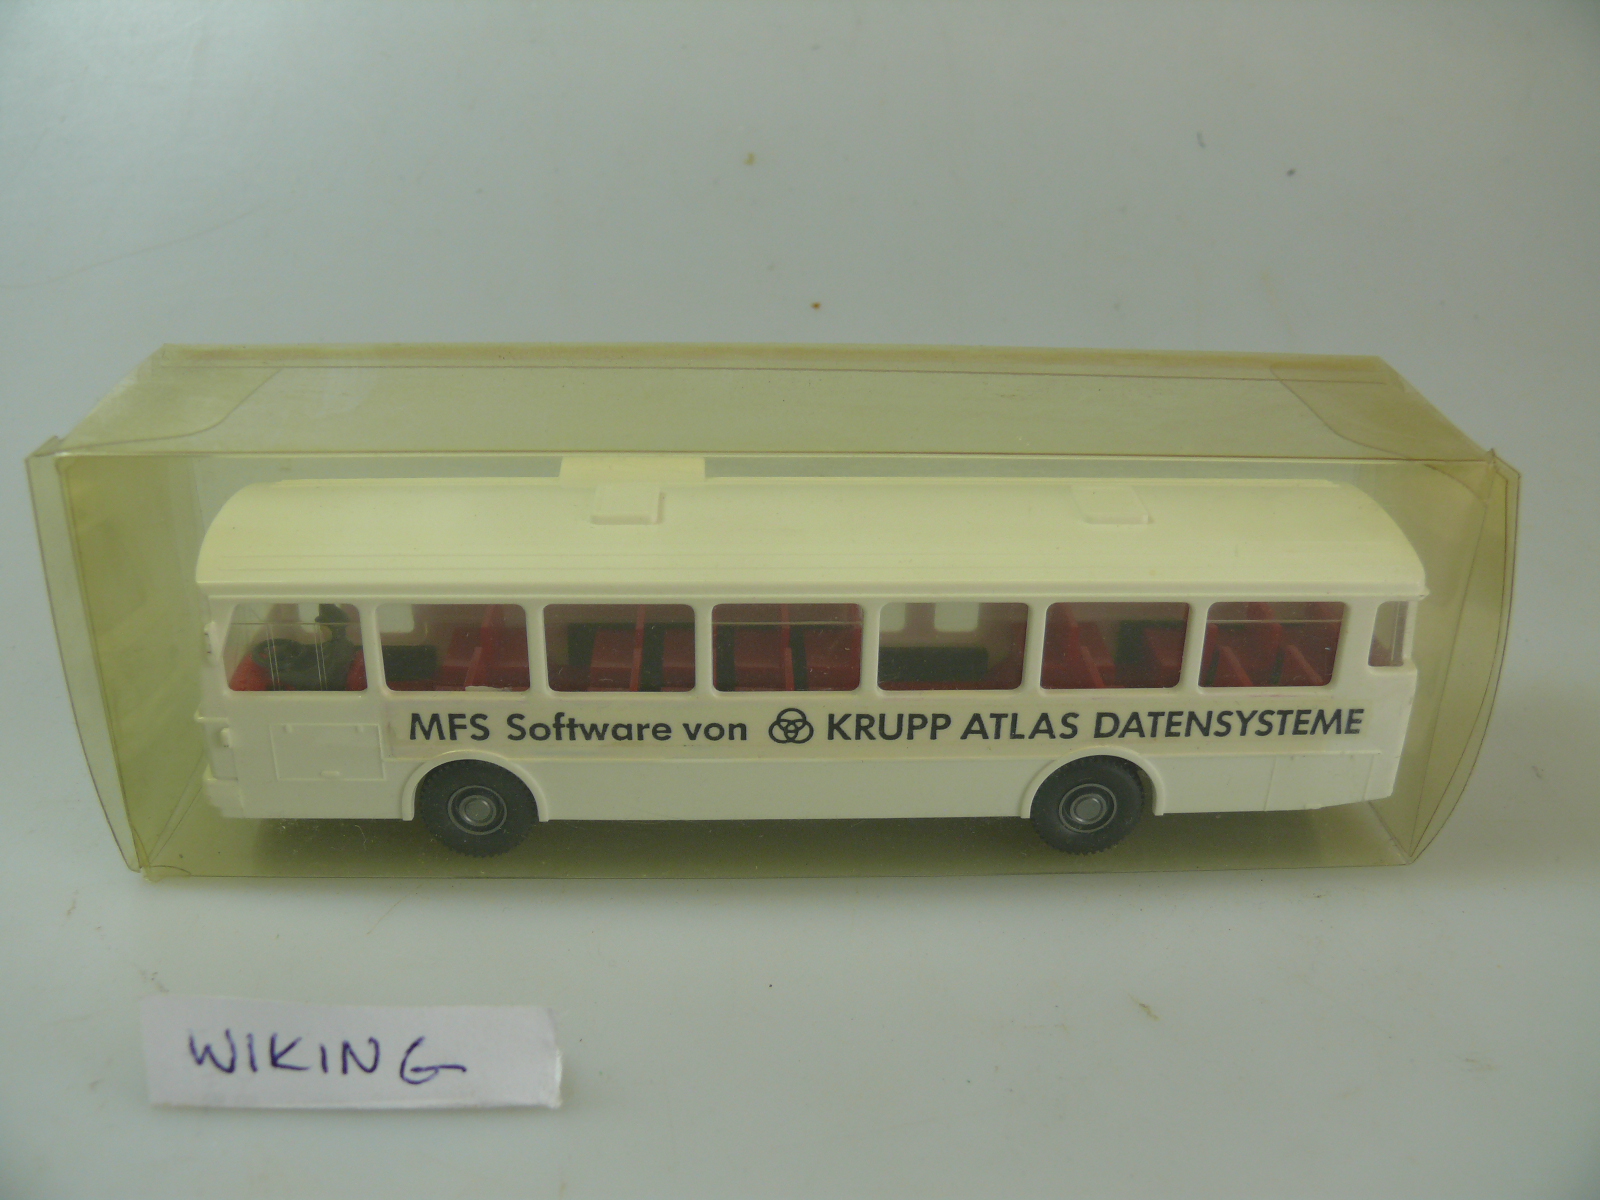 MFS Software von KRUPP ATLAS DATENSYSTEME
WIKING